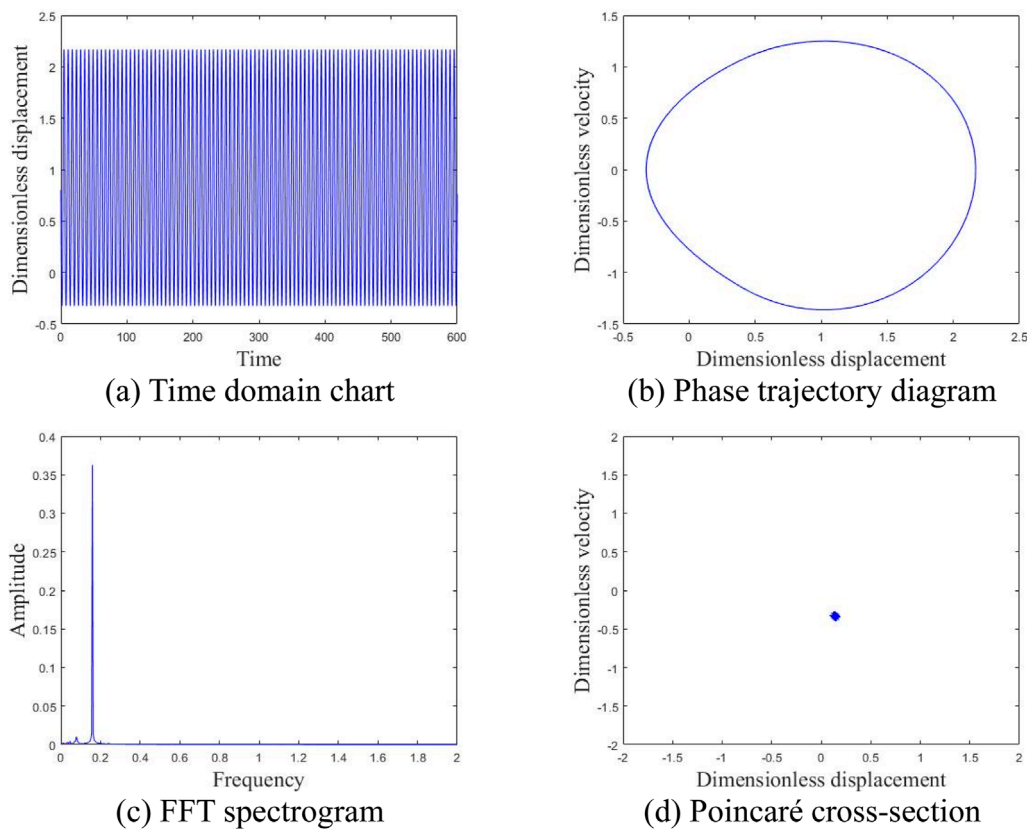 2.5
2
1.5
1
0.5
0
-0.5
Dimensionless displacement
0 100 200 300 400 500 600
Time
(a) Time domain chart
1.5
1
0.5
0
-0.5
-1
-1.5
Dimensionless velocity
-0.5 0 0.5 1 1.5 2 2.5
Dimensionless displacement
(b) Phase trajectory diagram
0.4
0.35
0.3
0.25
0.2
0.15
0.1
0.05
0
Amplitude
0 0.2 0.4 0.6 0.8 1 1.2 1.4 1.6 1.8 2
Frequency
(c) FFT spectrogram
2
1.5
1
0.5
0
-0.5
-1
-1.5
-2
Dimensionless velocity
-2 -1.5 -1 -0.5 0 0.5 1 1.5 2
Dimensionless displacement
(d) Poincaré cross-section